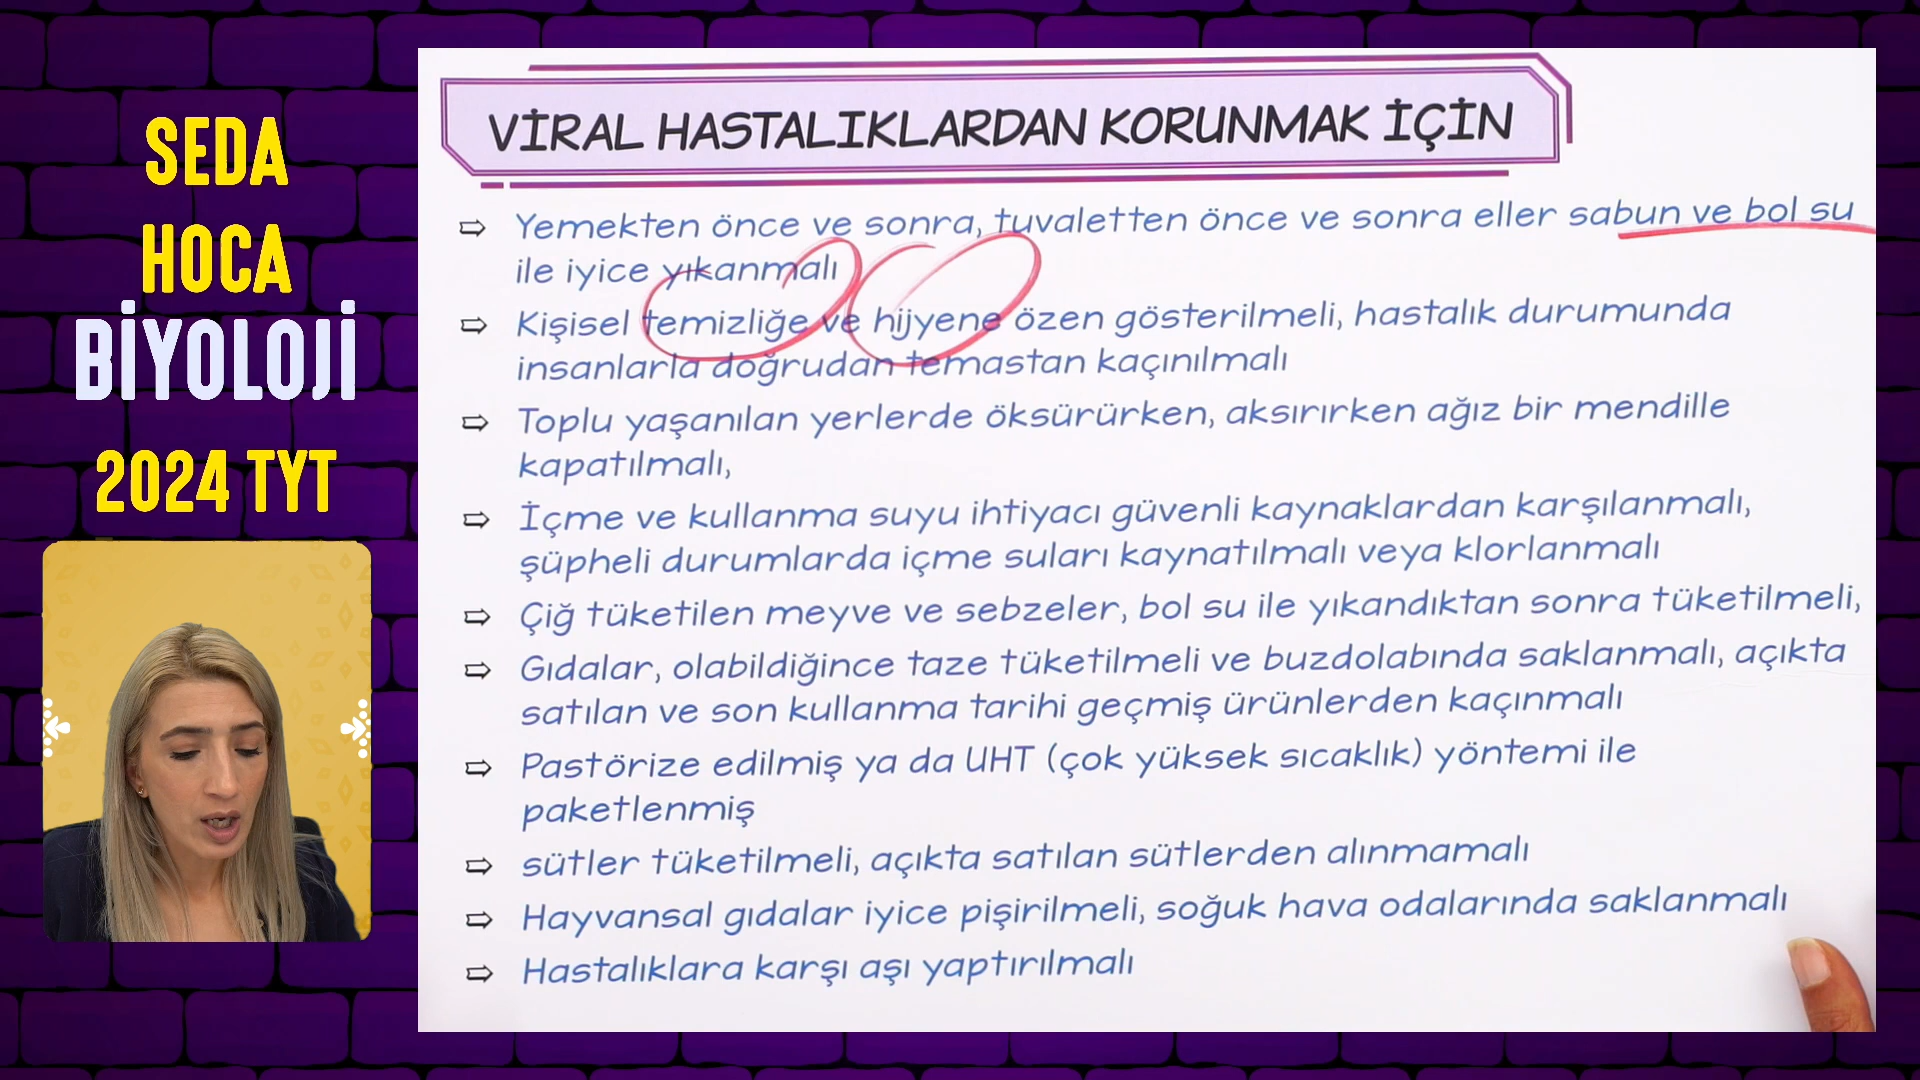 SEDA
HOCA
BİYOLOJİ
2024 TYT
VİRAL HASTALIKLARDAN KORUNMAK İÇİN
⇨ Yemekten önce ve sonra, tuvaletten önce ve sonra eller sabun ve bol su
ile iyice yıkanmalı
⇨ Kişisel temizliğe ve hijyene özen gösterilmeli, hastalık durumunda
insanlarla doğrudan temastan kaçınılmalı
⇨ Toplu yaşanılan yerlerde öksürürken, aksırırken ağız bir mendille
kapatılmalı,
⇨ İçme ve kullanma suyu ihtiyacı güvenli kaynaklardan karşılanmalı,
şüpheli durumlarda içme suları kaynatılmalı veya klorlanmalı
⇨ Çiğ tüketilen meyve ve sebzeler, bol su ile yıkandıktan sonra tüketilmeli,
⇨ Gıdalar, olabildiğince taze tüketilmeli ve buzdolabında saklanmalı, açıkta
satılan ve son kullanma tarihi geçmiş ürünlerden kaçınmalı
⇨ Pastörize edilmiş ya da UHT (çok yüksek sıcaklık) yöntemi ile
paketlenmiş
⇨ sütler tüketilmeli, açıkta satılan sütlerden alınmamalı
⇨ Hayvansal gıdalar iyice pişirilmeli, soğuk hava odalarında saklanmalı
⇨ Hastalıklara karşı aşı yaptırılmalı